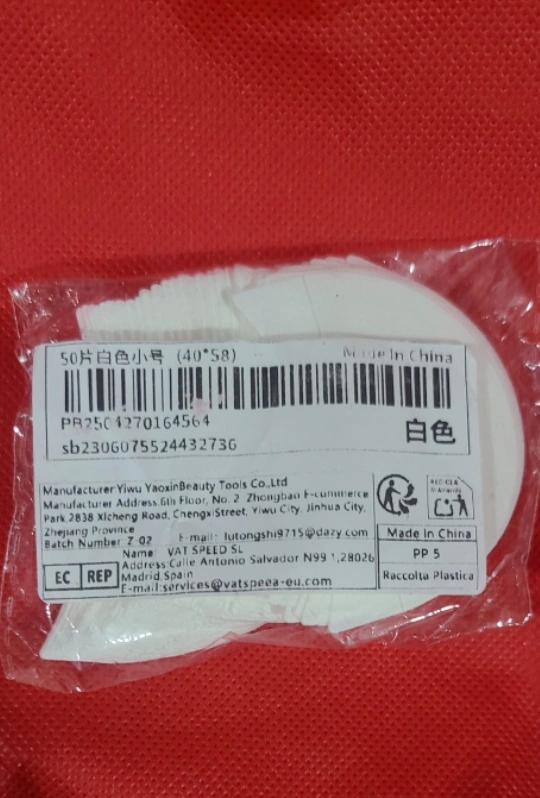 50片白色小号 (40*58)
Made In China
PB2504270164564
白色
sb2306075524432736
Manufacturer:Yiwu YaoxinBeauty Tools Co.,Ltd
Manufacturer Address:6th Floor, No. 2 Zhongbao E-commerce
Park,2838 Xicheng Road, ChengxiStreet, Yiwu City, Jinhua City,
Zhejiang Province
Batch Number Z-02 E-mail: lutongshi9715@dazy.com
EC REP
Name: VAT SPEED SL
Address:Calle Antonio Salvador N99 1,28026
Madrid,Spain
E-mail:services@vatspeea-eu.com
Made in China
PP 5
Raccolta Plastica